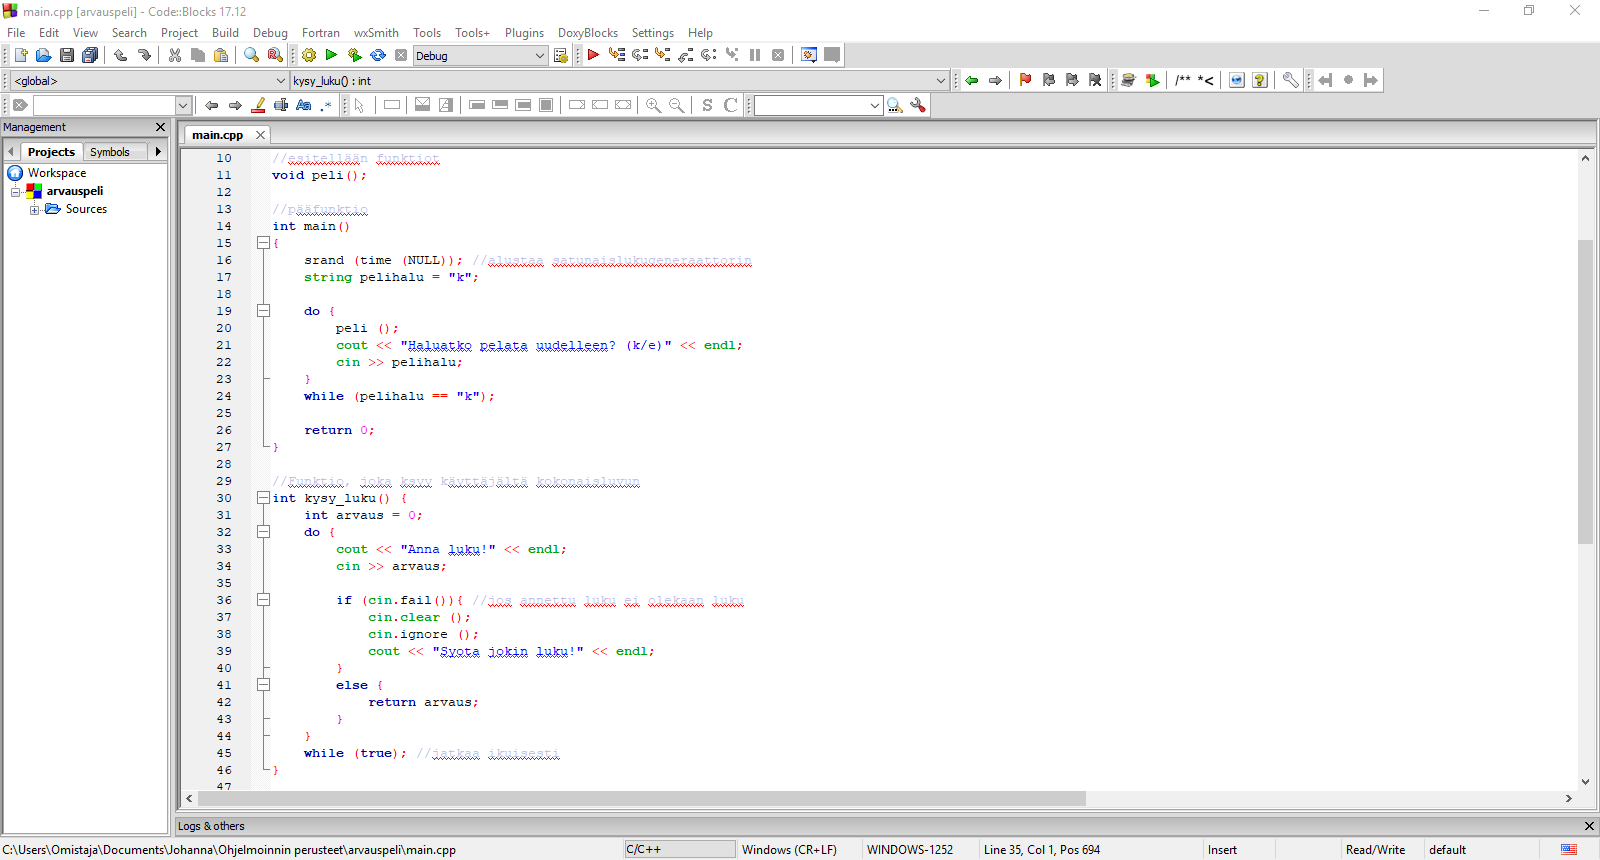 main.cpp [arvauspeli] - Code::Blocks 17.12
File Edit View Search Project Build Debug Fortran wxSmith Tools Tools+ Plugins DoxyBlocks Settings Help
Debug
<global> kysy_luku() : int
/** *<
Aa .* S C
Management
main.cpp
Projects Symbols
Workspace
arvauspeli
Sources
10 //esitellään funktiot
11 void peli();
12
13 //pääfunktio
14 int main()
15 {
16 srand (time (NULL)); //alustaa satunaislukugeneraattorin
17 string pelihalu = "k";
18
19 do {
20 peli ();
21 cout << "Haluatko pelata uudelleen? (k/e)" << endl;
22 cin >> pelihalu;
23 }
24 while (pelihalu == "k");
25
26 return 0;
27 }
28
29 //Funktio, joka ksyy käyttäjältä kokonaisluvun
30 int kysy_luku() {
31 int arvaus = 0;
32 do {
33 cout << "Anna luku!" << endl;
34 cin >> arvaus;
35
36 if (cin.fail()){ //jos annettu luku ei olekaan luku
37 cin.clear ();
38 cin.ignore ();
39 cout << "Syota jokin luku!" << endl;
40 }
41 else {
42 return arvaus;
43 }
44 }
45 while (true); //jatkaa ikuisesti
46 }
47
Logs & others
C:\Users\Omistaja\Documents\Johanna\Ohjelmoinnin perusteet\arvauspeli\main.cpp C/C++ Windows (CR+LF) WINDOWS-1252 Line 35, Col 1, Pos 694 Insert Read/Write default